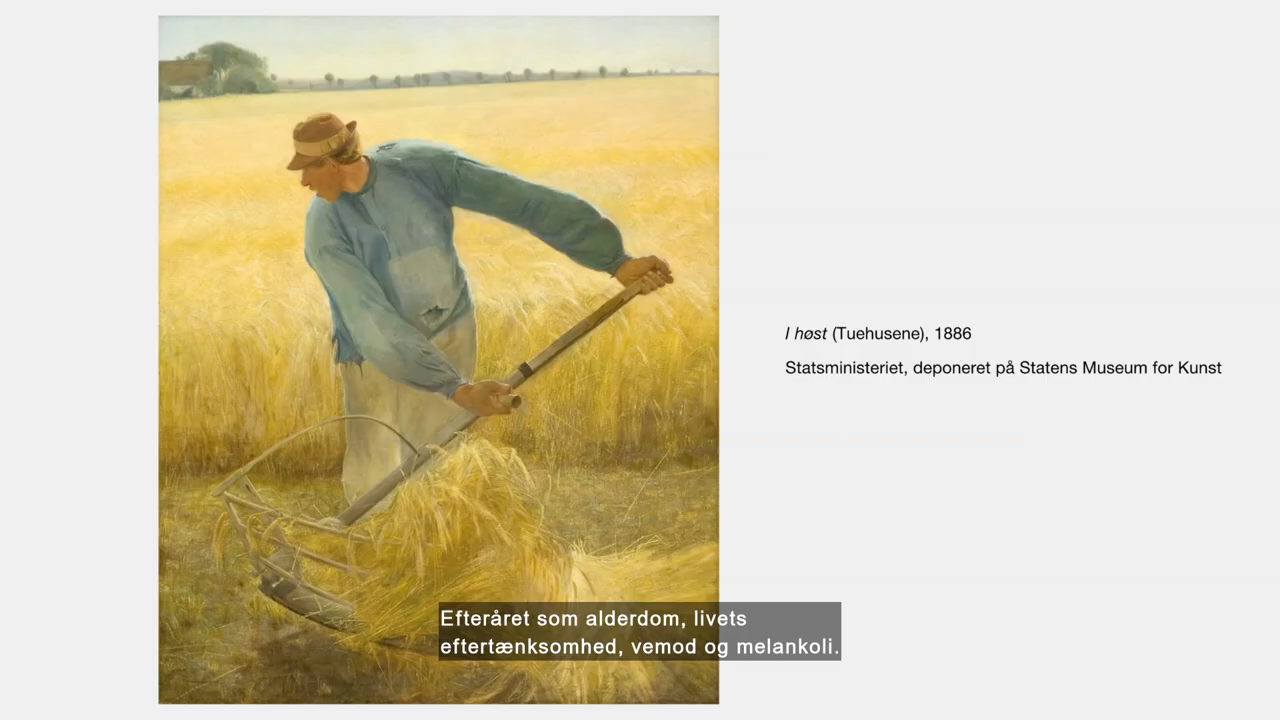 I høst (Tuehusene), 1886
Statsministeriet, deponeret på Statens Museum for Kunst
Efteråret som alderdom, livets
eftertænksomhed, vemod og melankoli.